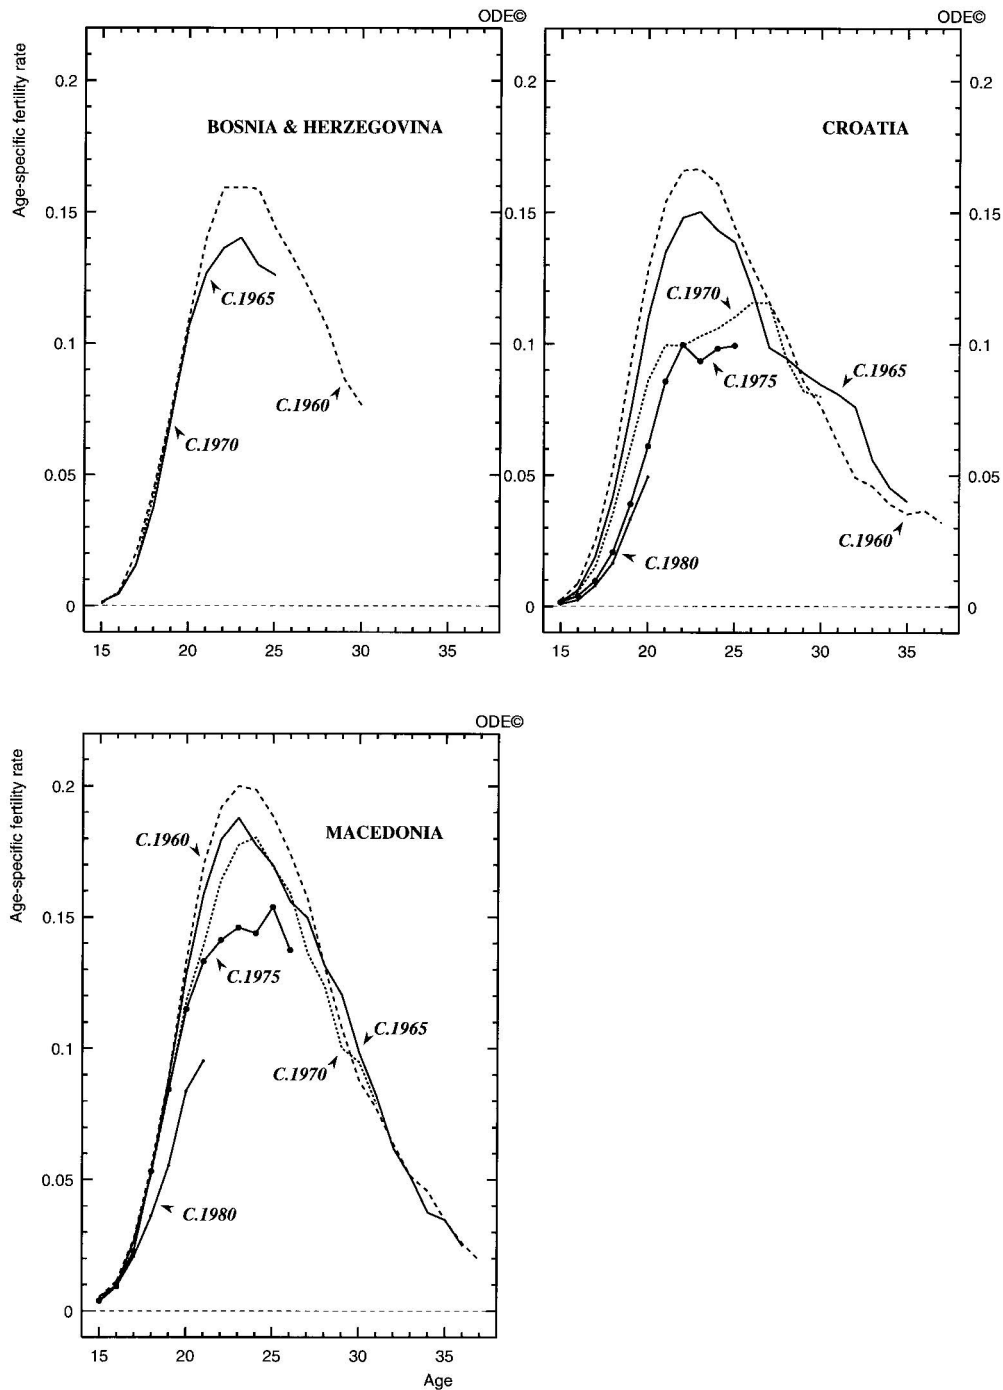 ODE©
ODE©
Age-specific fertility rate
0.2
0.2
BOSNIA & HERZEGOVINA
CROATIA
0.15
0.15
0.15
C.1965
C.1970
0.1
0.1
0.1
C.1975
C.1965
C.1960
C.1970
0.05
0.05
0.05
C.1960
C.1980
0
0
0
15 20 25 30 35
15 20 25 30 35
ODE©
Age-specific fertility rate
0.2
C.1960
MACEDONIA
0.15
C.1975
C.1965
0.1
C.1970
0.05
C.1980
0
15 20 25 30 35
Age